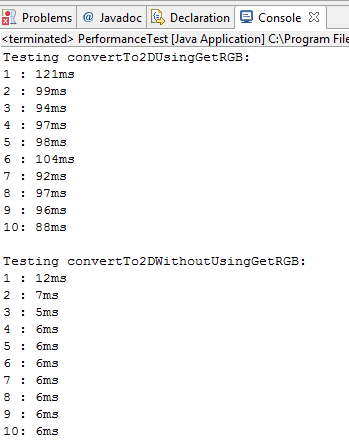 Problems @ Javadoc Declaration Console
<terminated> PerformanceTest [Java Application] C:\Program File
Testing convertTo2DUsingGetRGB:
1 : 121ms
2 : 99ms
3 : 94ms
4 : 97ms
5 : 98ms
6 : 104ms
7 : 92ms
8 : 97ms
9 : 96ms
10: 88ms
Testing convertTo2DWithoutUsingGetRGB:
1 : 12ms
2 : 7ms
3 : 5ms
4 : 6ms
5 : 6ms
6 : 6ms
7 : 6ms
8 : 6ms
9 : 6ms
10: 6ms